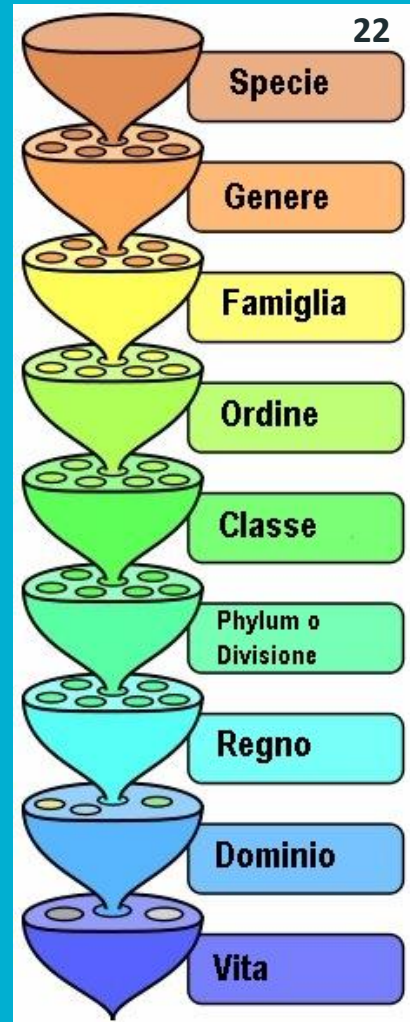 22
Specie
Genere
Famiglia
Ordine
Classe
Phylum o
Divisione
Regno
Dominio
Vita